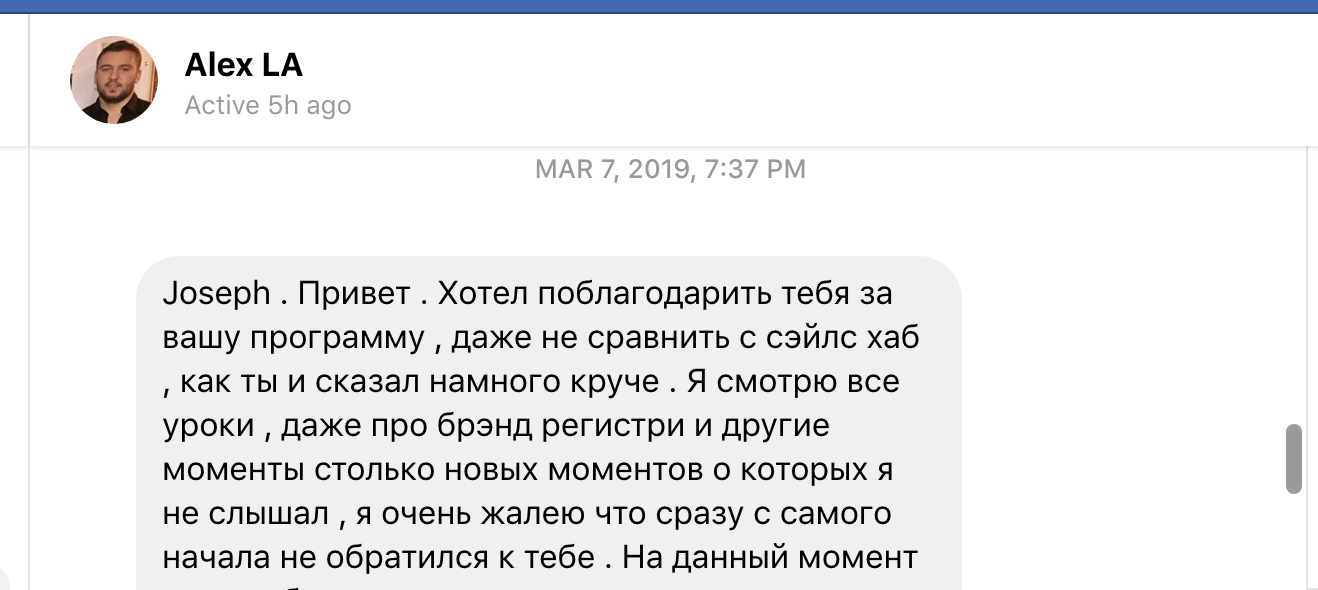 Alex LA
Active 5h ago
MAR 7, 2019, 7:37 PM
Joseph . Привет . Хотел поблагодарить тебя за
вашу программу , даже не сравнить с сэйлс хаб
, как ты и сказал намного круче . Я смотрю все
уроки , даже про брэнд регистри и другие
моменты столько новых моментов о которых я
не слышал , я очень жалею что сразу с самого
начала не обратился к тебе . На данный момент